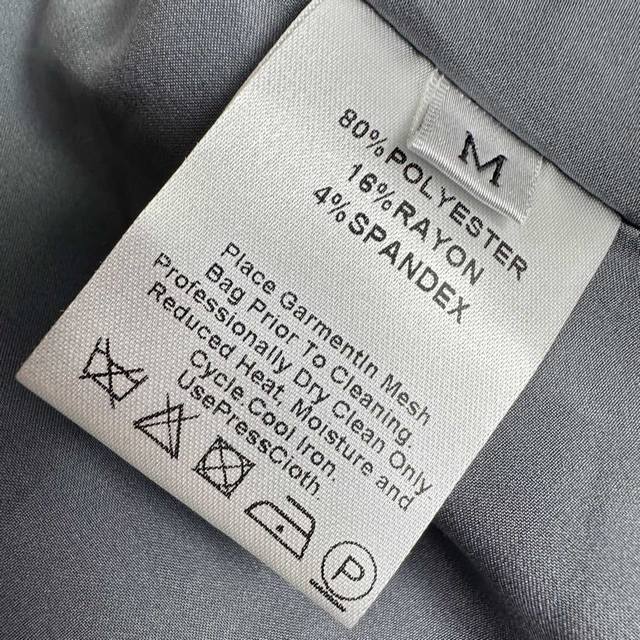 M
80%POLYESTER
16%RAYON
4%SPANDEX
Place GarmentIn Mesh
Bag Prior To Cleaning.
Professionally Dry Clean Only
Reduced Heat, Moisture and
Cycle.Cool Iron.
UsePressCloth
P